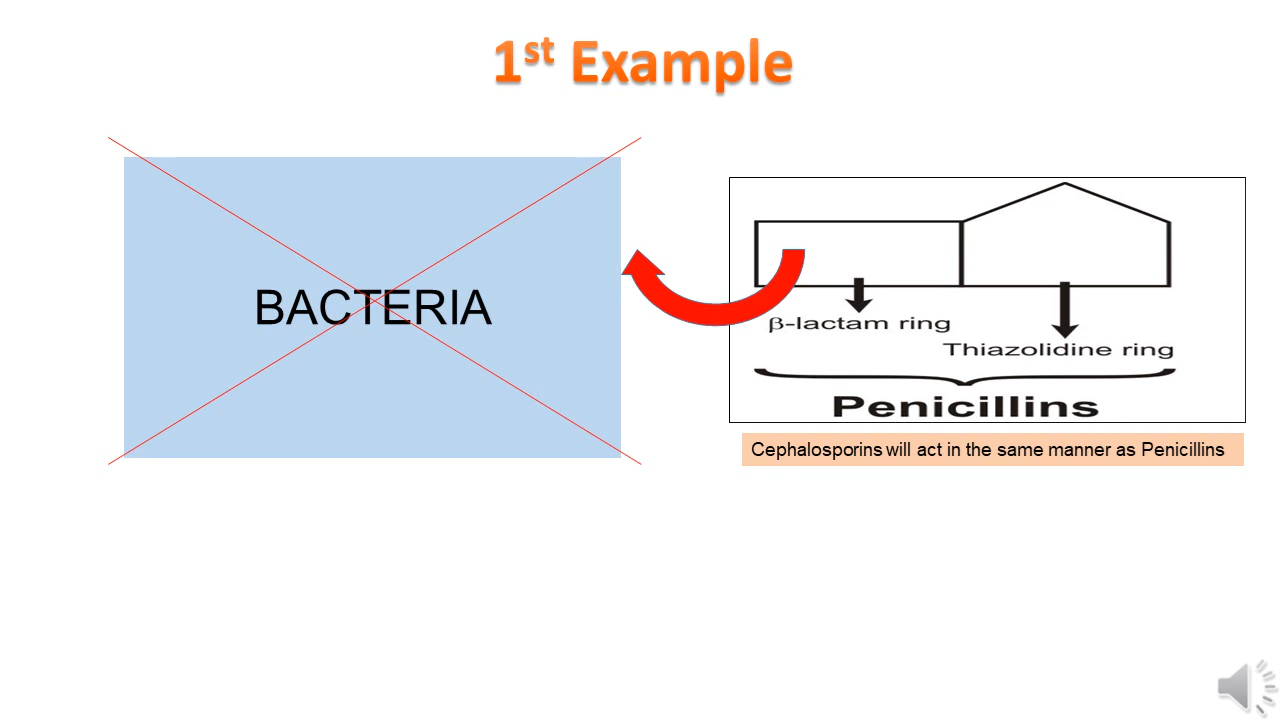 1st Example
BACTERIA
β-lactam ring
Thiazolidine ring
Penicillins
Cephalosporins will act in the same manner as Penicillins